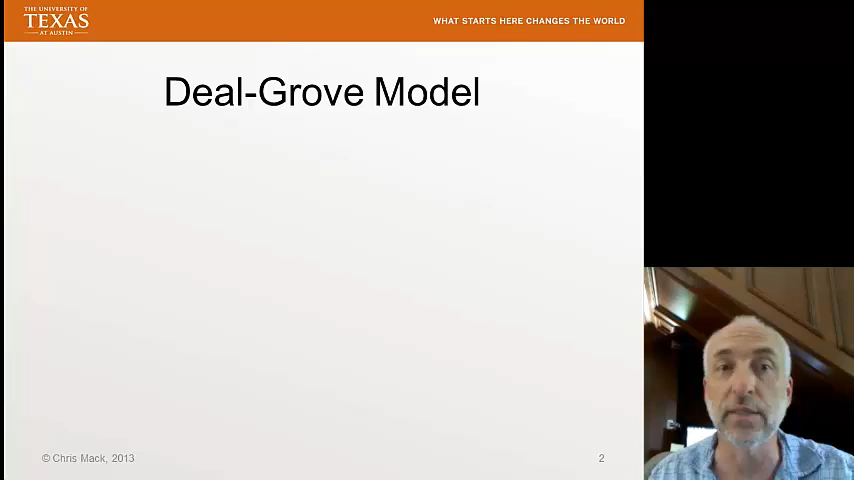 THE UNIVERSITY OF
TEXAS
AT AUSTIN
WHAT STARTS HERE CHANGES THE WORLD
Deal-Grove Model
© Chris Mack, 2013
2